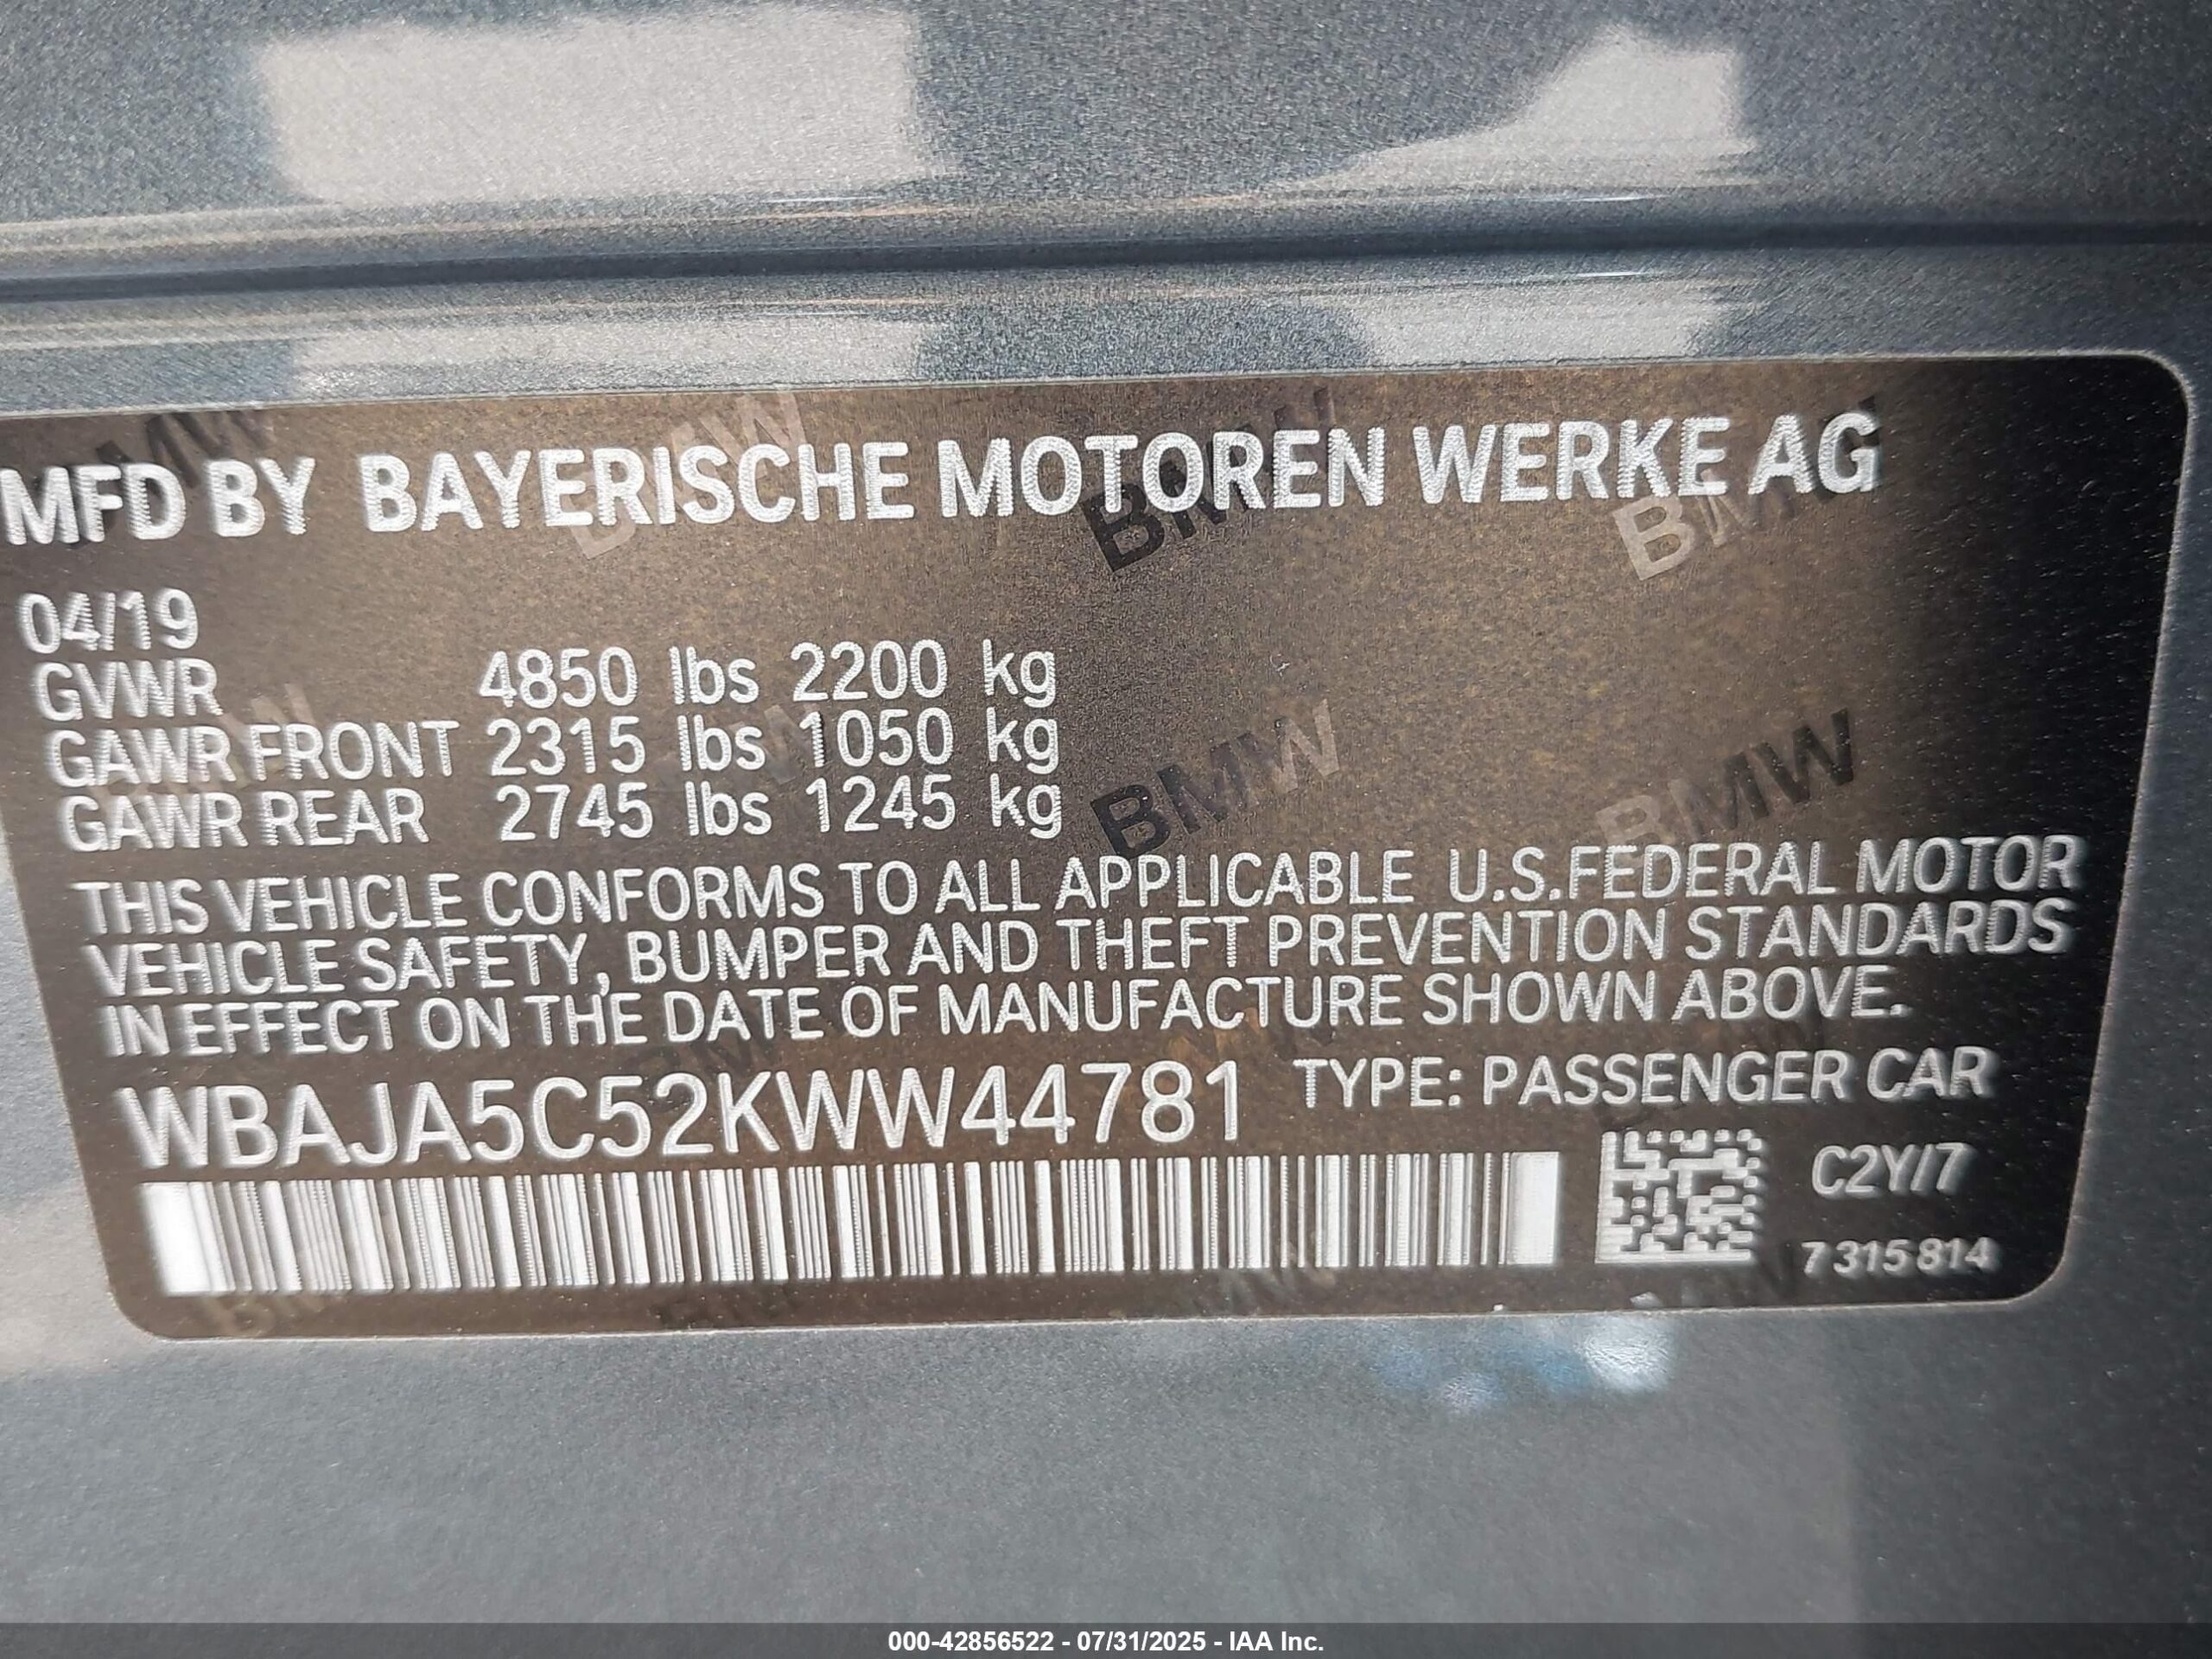 MFD BY BAYERISCHE MOTOREN WERKE AG
04/19
GVWR 4850 lbs 2200 kg
GAWR FRONT 2315 lbs 1050 kg
GAWR REAR 2745 lbs 1245 kg
THIS VEHICLE CONFORMS TO ALL APPLICABLE U.S.FEDERAL MOTOR
VEHICLE SAFETY, BUMPER AND THEFT PREVENTION STANDARDS
IN EFFECT ON THE DATE OF MANUFACTURE SHOWN ABOVE.
WBAJA5C52KWW44781 TYPE: PASSENGER CAR
C2Y/7
7315814
000-42856522 - 07/31/2025 - IAA Inc.